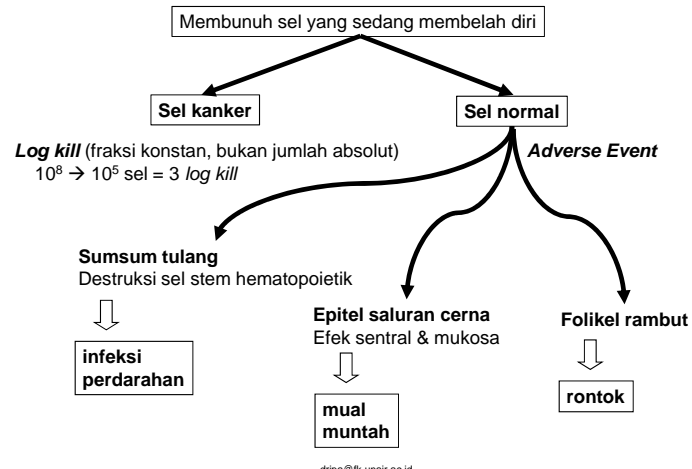 Membunuh sel yang sedang membelah diri
Sel kanker
Sel normal
Log kill (fraksi konstan, bukan jumlah absolut)
10⁸ → 10⁵ sel = 3 log kill
Adverse Event
Sumsum tulang
Destruksi sel stem hematopoietik
infeksi
perdarahan
Epitel saluran cerna
Efek sentral & mukosa
mual
muntah
Folikel rambut
rontok